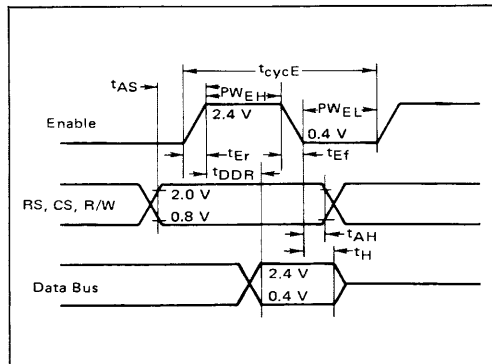 tcycE
tAS
PWEH
PWEL
Enable
2.4 V
0.4 V
tEr
tEf
tDDR
RS, CS, R/W
2.0 V
0.8 V
tAH
tH
Data Bus
2.4 V
0.4 V